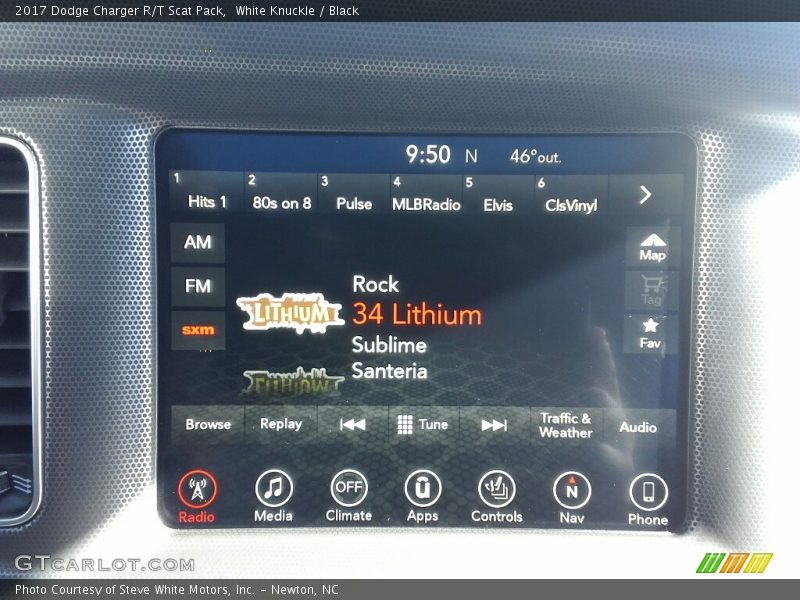 2017 Dodge Charger R/T Scat Pack, White Knuckle / Black
9:50 N 46°out.
1 2 3 4 5 6
Hits 1 80s on 8 Pulse MLBRadio Elvis ClsVinyl
AM
Map
FM
Tag
sxm
Fav
Rock
LITHIUM
34 Lithium
Sublime
Santeria
Browse Replay Tune Traffic & Weather Audio
OFF
N
Radio Media Climate Apps Controls Nav Phone
GTCARLOT.COM
Photo Courtesy of Steve White Motors, Inc. – Newton, NC